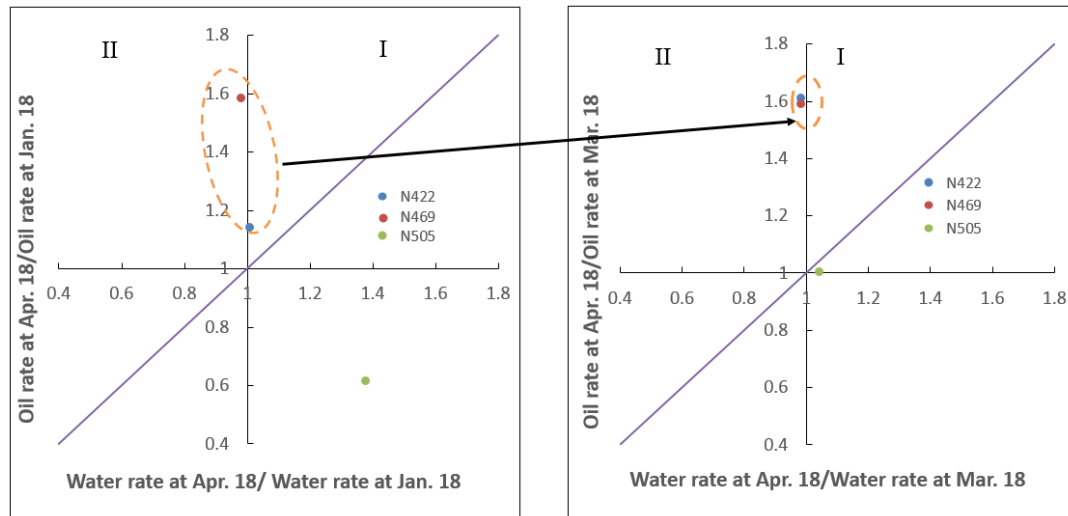 II
I
1.8
1.6
1.4
1.2
1
0.8
0.6
0.4
0.4
0.6
0.8
1
1.2
1.4
1.6
1.8
N422
N469
N505
Oil rate at Apr. 18/Oil rate at Jan. 18
Water rate at Apr. 18/ Water rate at Jan. 18
II
I
1.8
1.6
1.4
1.2
1
0.8
0.6
0.4
0.4
0.6
0.8
1
1.2
1.4
1.6
1.8
N422
N469
N505
Oil rate at Apr. 18/Oil rate at Mar. 18
Water rate at Apr. 18/Water rate at Mar. 18